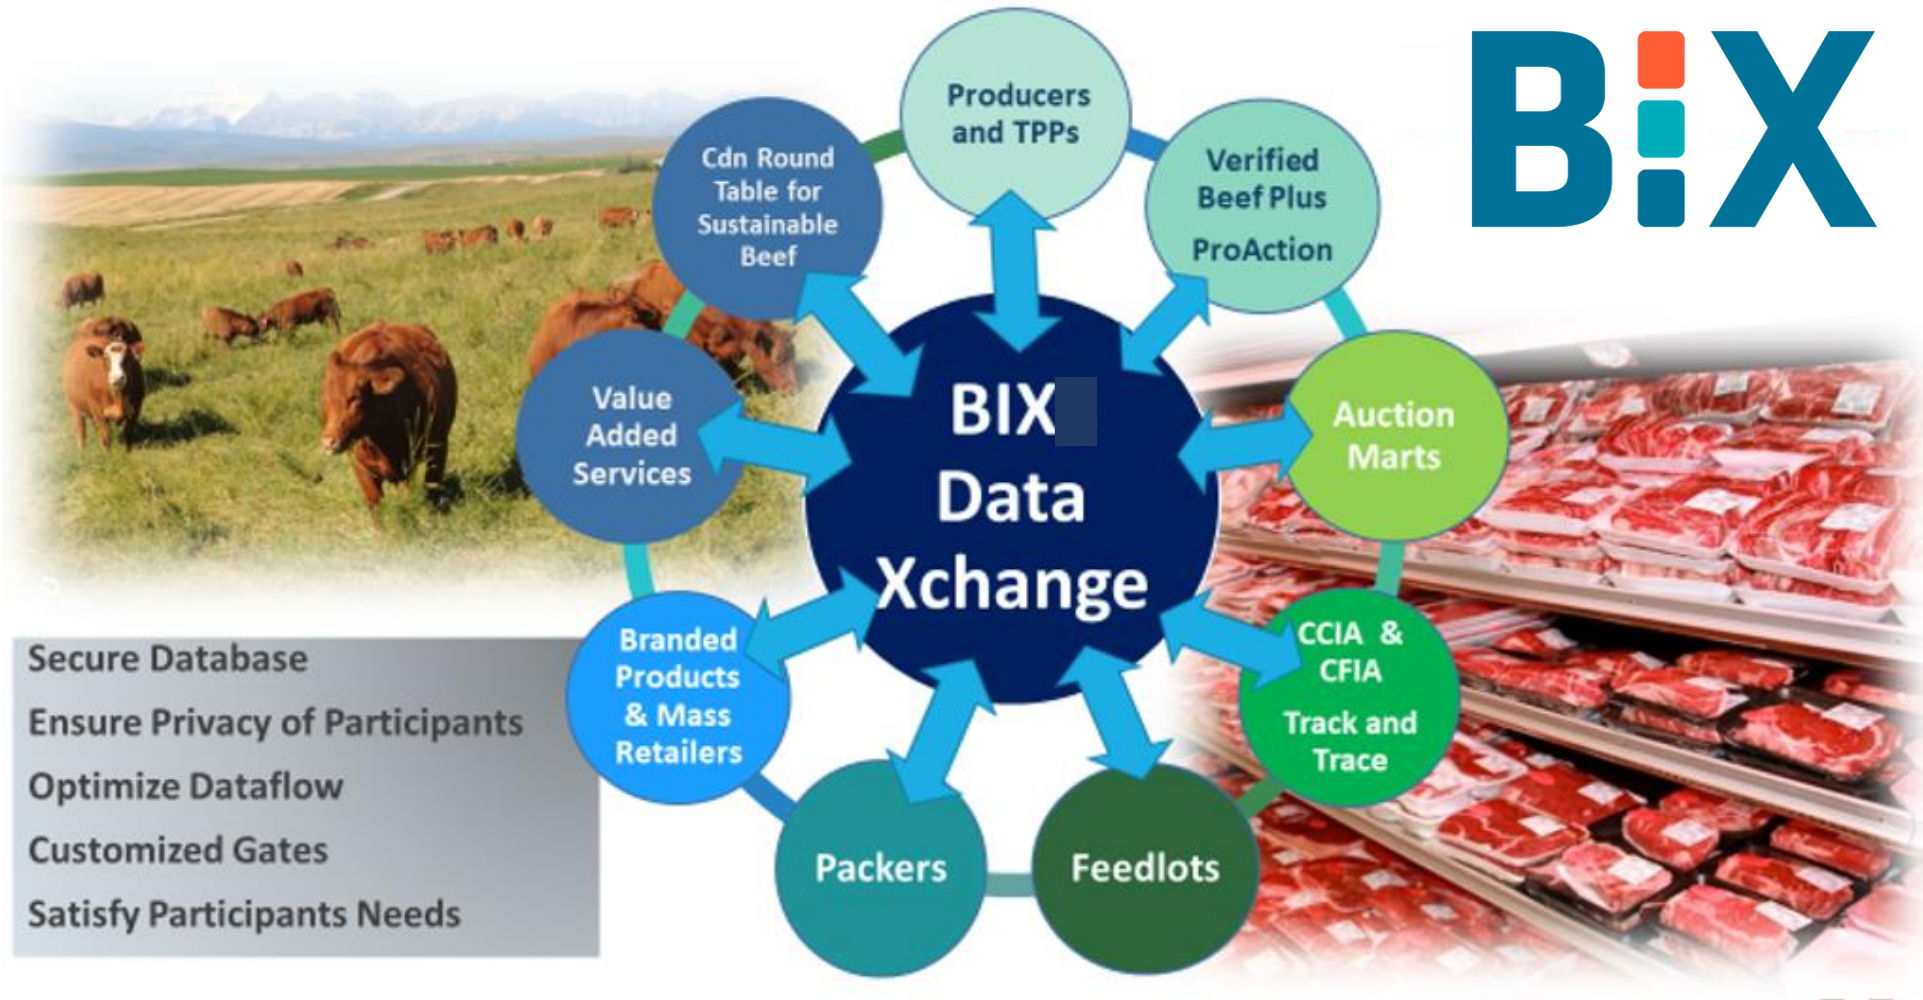 BIX
Producers
and TPPs
Cdn Round
Table for
Sustainable
Beef
Verified
Beef Plus
ProAction
Value
Added
Services
BIX
Data
Xchange
Auction
Marts
Branded
Products
& Mass
Retailers
CCIA & 
CFIA
Track and
Trace
Packers
Feedlots
Secure Database
Ensure Privacy of Participants
Optimize Dataflow
Customized Gates
Satisfy Participants Needs